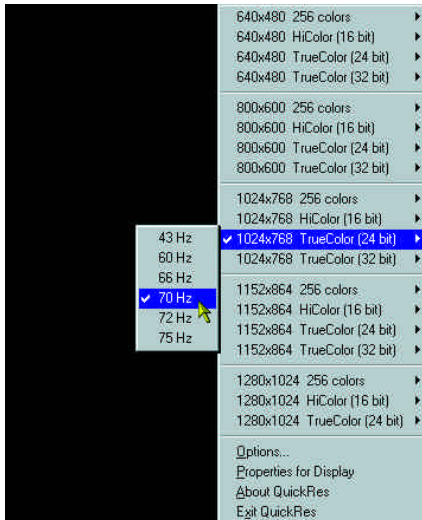 640x480 256 colors
640x480 HiColor (16 bit)
640x480 TrueColor (24 bit)
640x480 TrueColor (32 bit)
800x600 256 colors
800x600 HiColor (16 bit)
800x600 TrueColor (24 bit)
800x600 TrueColor (32 bit)
1024x768 256 colors
1024x768 HiColor (16 bit)
1024x768 TrueColor (24 bit)
1024x768 TrueColor (32 bit)
1152x864 256 colors
1152x864 HiColor (16 bit)
1152x864 TrueColor (24 bit)
1152x864 TrueColor (32 bit)
1280x1024 256 colors
1280x1024 HiColor (16 bit)
1280x1024 TrueColor (24 bit)
Options...
Properties for Display
About QuickRes
Exit QuickRes
43 Hz
60 Hz
66 Hz
70 Hz
72 Hz
75 Hz